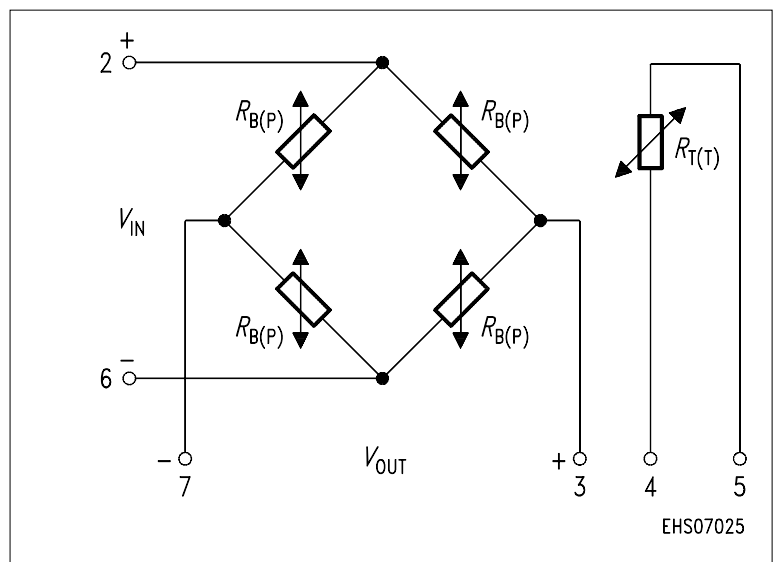 +
2
R_B(P) R_B(P)
R_T(T)
V_IN
R_B(P) R_B(P)
6 −
− V_OUT +
7 3 4 5
EHS07025